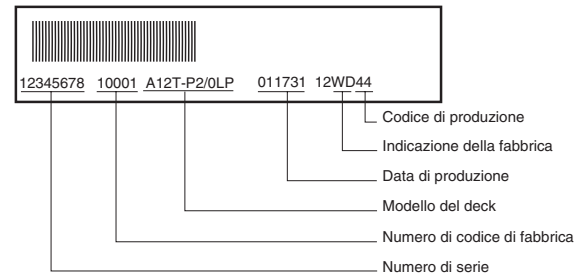 12345678 10001 A12T-P2/0LP 011731 12WD44
Codice di produzione
Indicazione della fabbrica
Data di produzione
Modello del deck
Numero di codice di fabbrica
Numero di serie